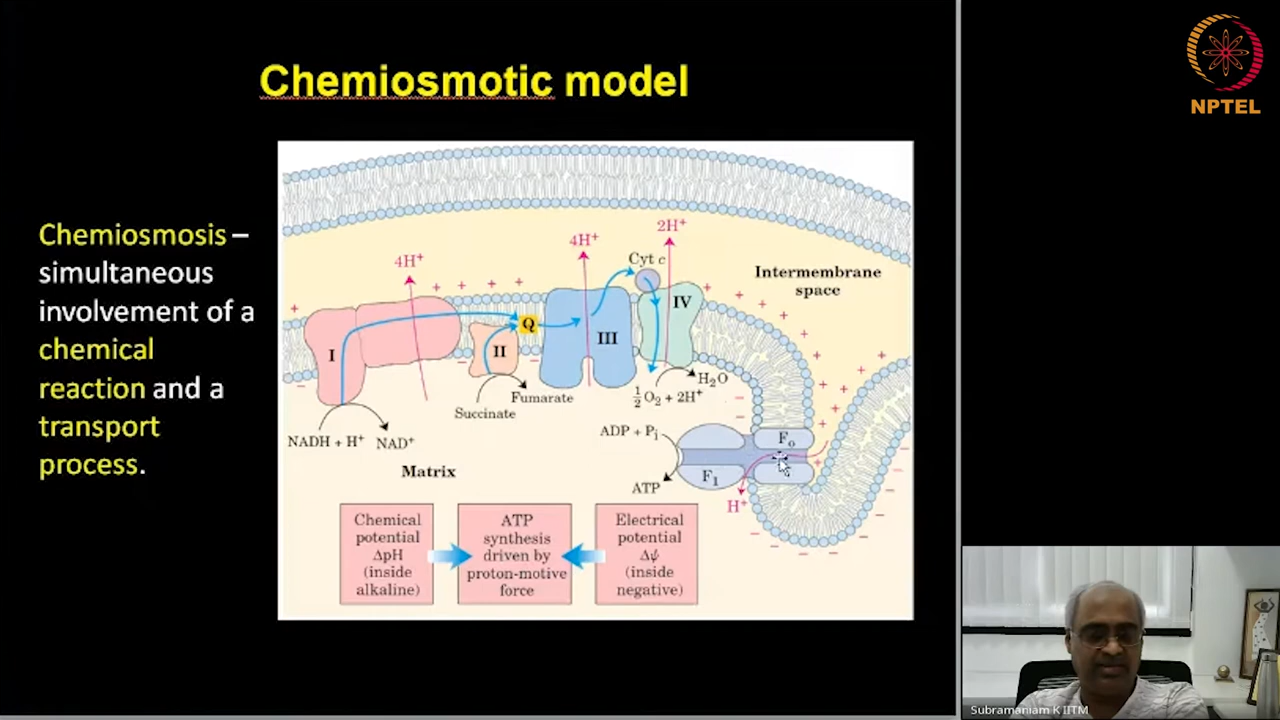 Chemiosmotic model
NPTEL
Chemiosmosis –
simultaneous
involvement of a
chemical
reaction and a
transport
process.
4H⁺
4H⁺
2H⁺
Cyt c
Intermembrane
space
I
Q
II
III
IV
NADH + H⁺
NAD⁺
Succinate
Fumarate
½O₂ + 2H⁺
H₂O
ADP + Pᵢ
ATP
Fₒ
F₁
H⁺
Matrix
Chemical
potential
ΔpH
(inside
alkaline)
ATP
synthesis
driven by
proton-motive
force
Electrical
potential
Δψ
(inside
negative)
Subramaniam K IITM